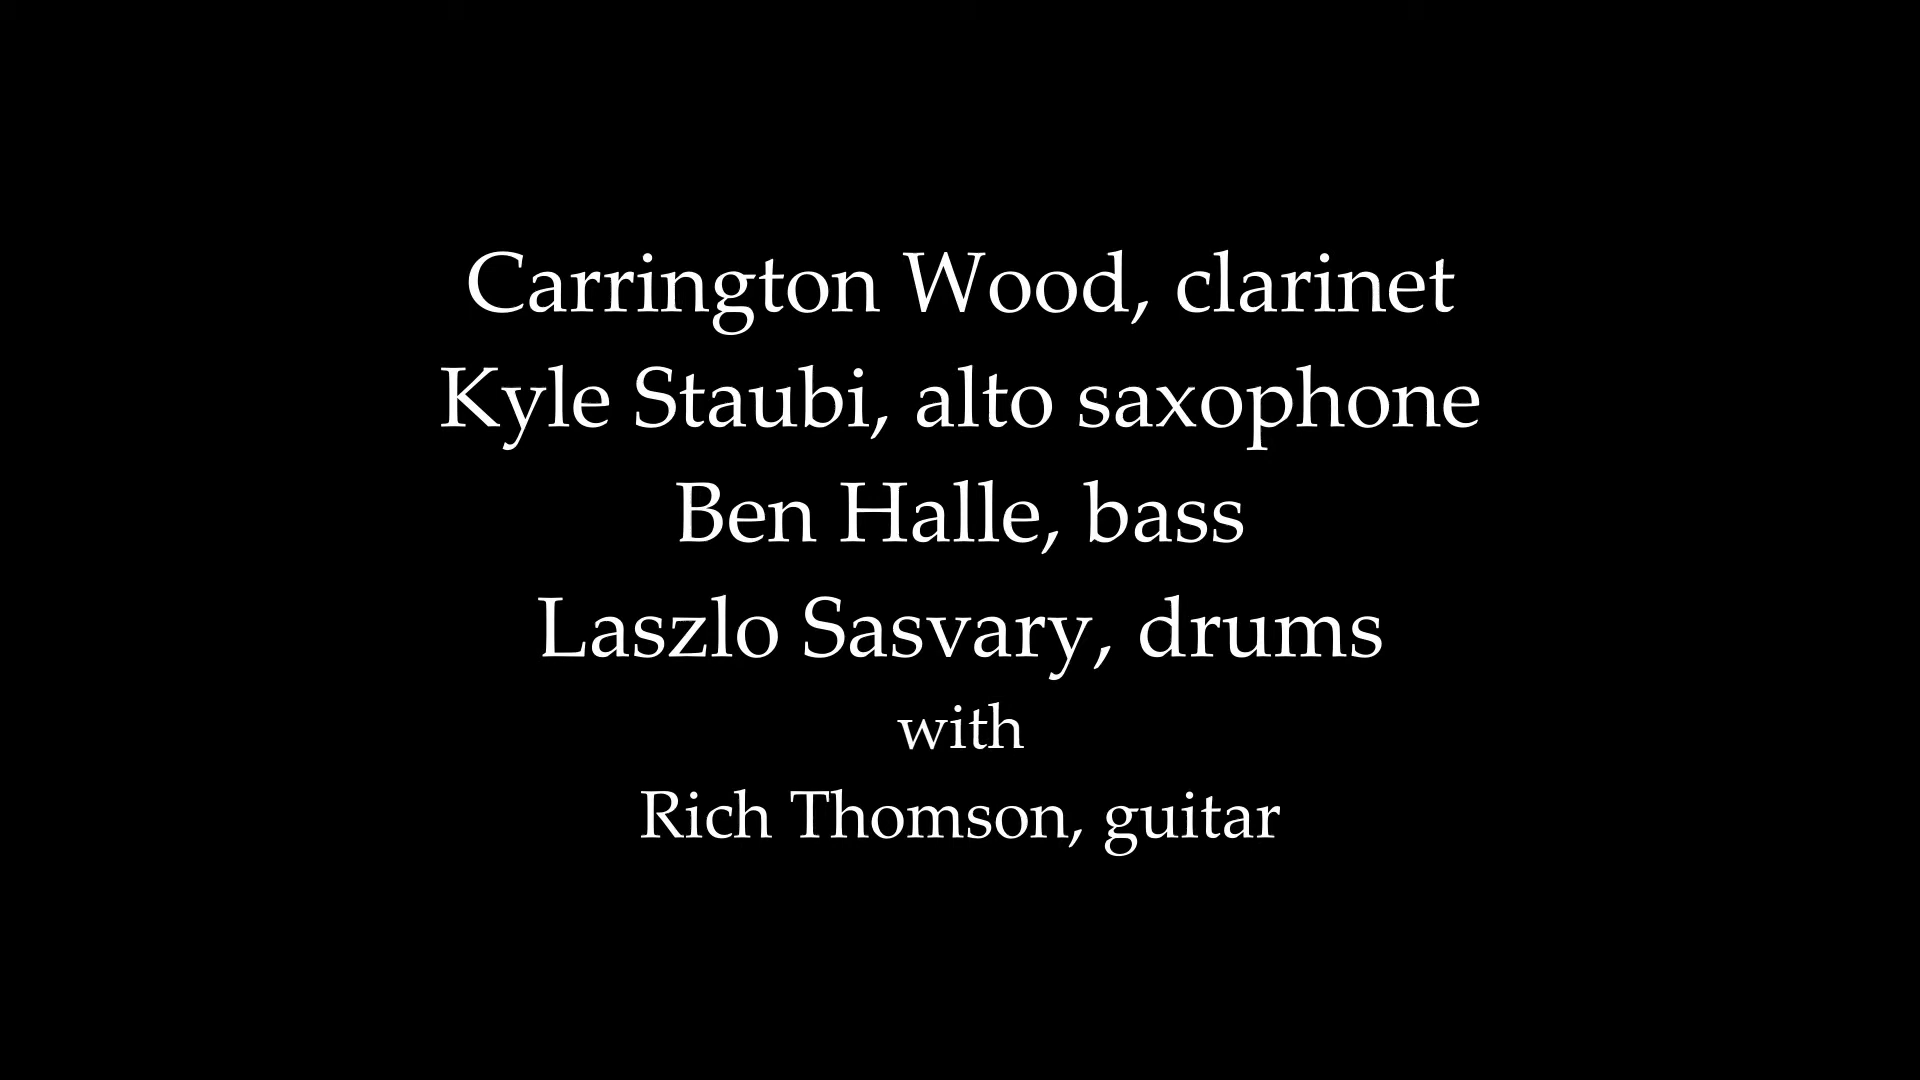 Carrington Wood, clarinet
Kyle Staubi, alto saxophone
Ben Halle, bass
Laszlo Sasvary, drums
with
Rich Thomson, guitar